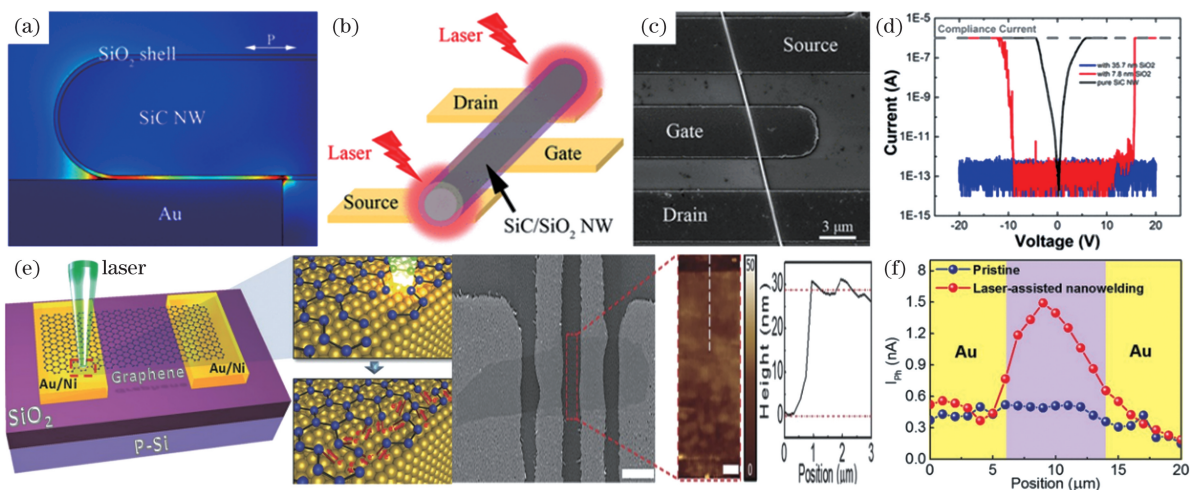 (a)
SiO₂ shell
P
SiC NW
Au
(b)
Laser
Drain
Laser
Gate
Source
SiC/SiO₂ NW
(c)
Source
Gate
Drain
3 μm
(d)
1E-5
1E-7
1E-9
1E-11
1E-13
1E-15
Current (A)
Compliance Current
with 35.7 nm SiO2
with 7.8 nm SiO2
pure SiC NW
-20 -10 0 10 20
Voltage (V)
(e)
laser
Au/Ni
Graphene
Au/Ni
SiO₂
P-Si
50
0
Height (nm)
30
20
10
0
0 1 2 3
Position (μm)
(f)
Pristine
Laser-assisted nanowelding
Au
Au
I_Ph (nA)
1.8
1.5
1.2
0.9
0.6
0.3
0.0
0 5 10 15 20
Position (μm)